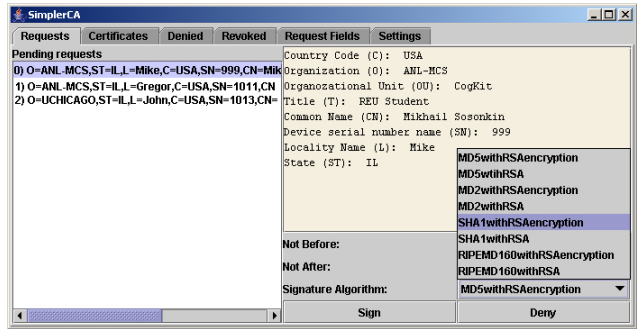 SimplerCA
Requests Certificates Denied Revoked Request Fields Settings
Pending requests
0) O=ANL-MCS,ST=IL,L=Mike,C=USA,SN=999,CN=Mik
1) O=ANL-MCS,ST=IL,L=Gregor,C=USA,SN=1011,CN
2) O=UCHICAGO,ST=IL,L=John,C=USA,SN=1013,CN=
Country Code (C): USA
Organization (O): ANL-MCS
Organozational Unit (OU): CogKit
Title (T): REU Student
Common Name (CN): Mikhail Sosonkin
Device serial number name (SN): 999
Locality Name (L): Mike
State (ST): IL
MD5withRSAencryption
MD5wtihRSA
MD2withRSAencryption
MD2withRSA
SHA1withRSAencryption
SHA1withRSA
RIPEMD160withRSAencryption
RIPEMD160withRSA
Not Before:
Not After:
Signature Algorithm: MD5withRSAencryption
Sign Deny